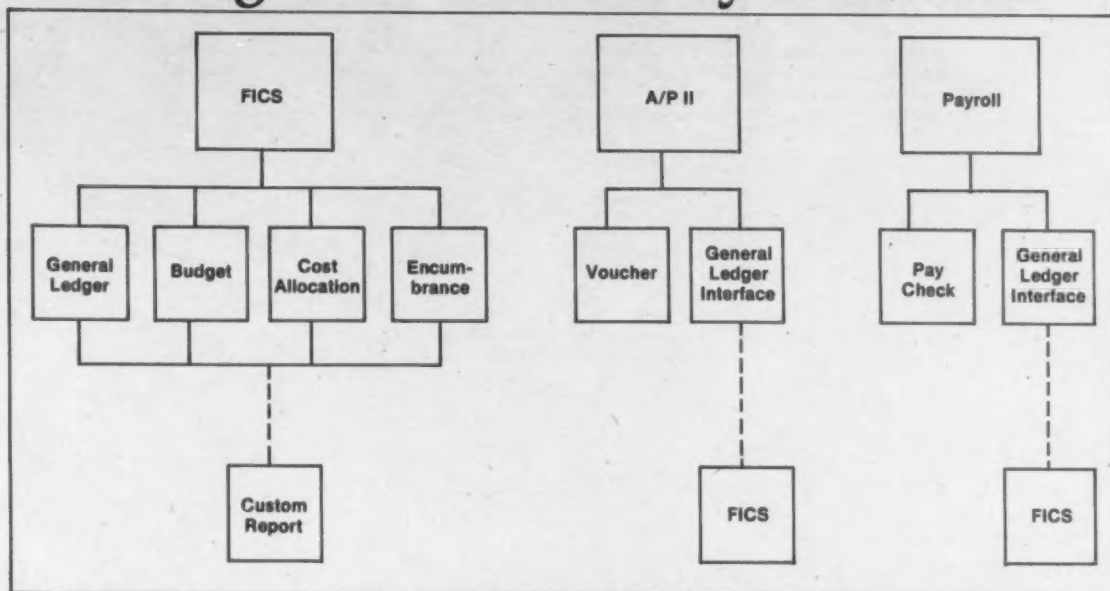 FICS
A/P II
Payroll
General
Ledger
Budget
Cost
Allocation
Encum-
brance
Voucher
General
Ledger
Interface
Pay
Check
General
Ledger
Interface
Custom
Report
FICS
FICS